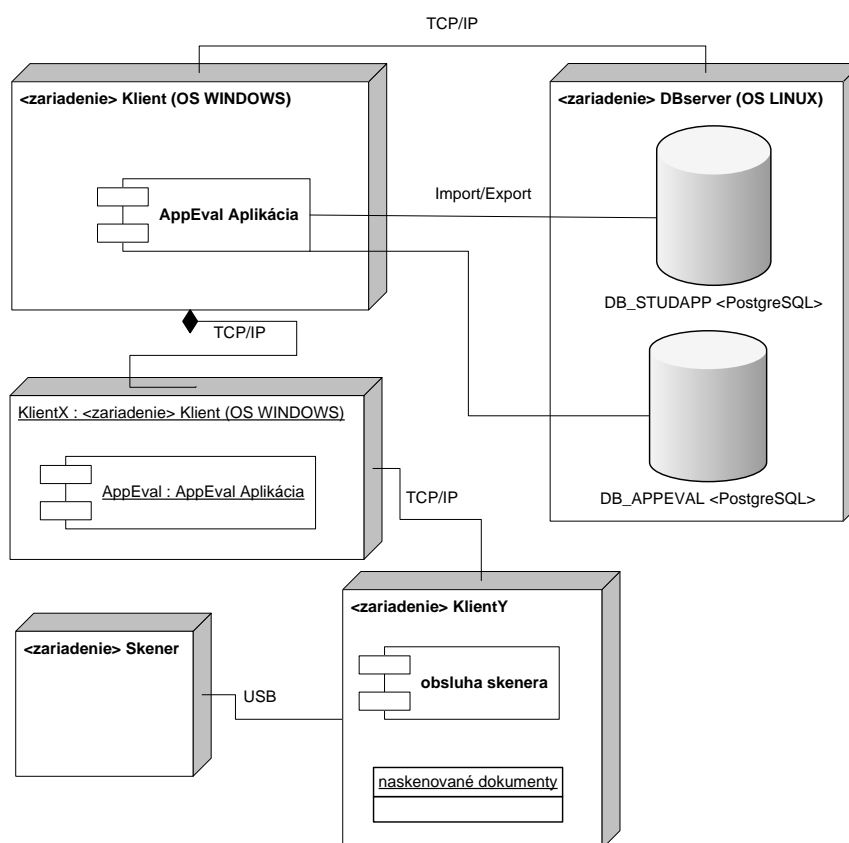 TCP/IP
<zariadenie> Klient (OS WINDOWS)
<zariadenie> DBserver (OS LINUX)
AppEval Aplikácia
Import/Export
DB_STUDAPP <PostgreSQL>
TCP/IP
KlientX : <zariadenie> Klient (OS WINDOWS)
AppEval : AppEval Aplikácia
TCP/IP
DB_APPEVAL <PostgreSQL>
<zariadenie> KlientY
<zariadenie> Skener
obsluha skenera
USB
naskenované dokumenty